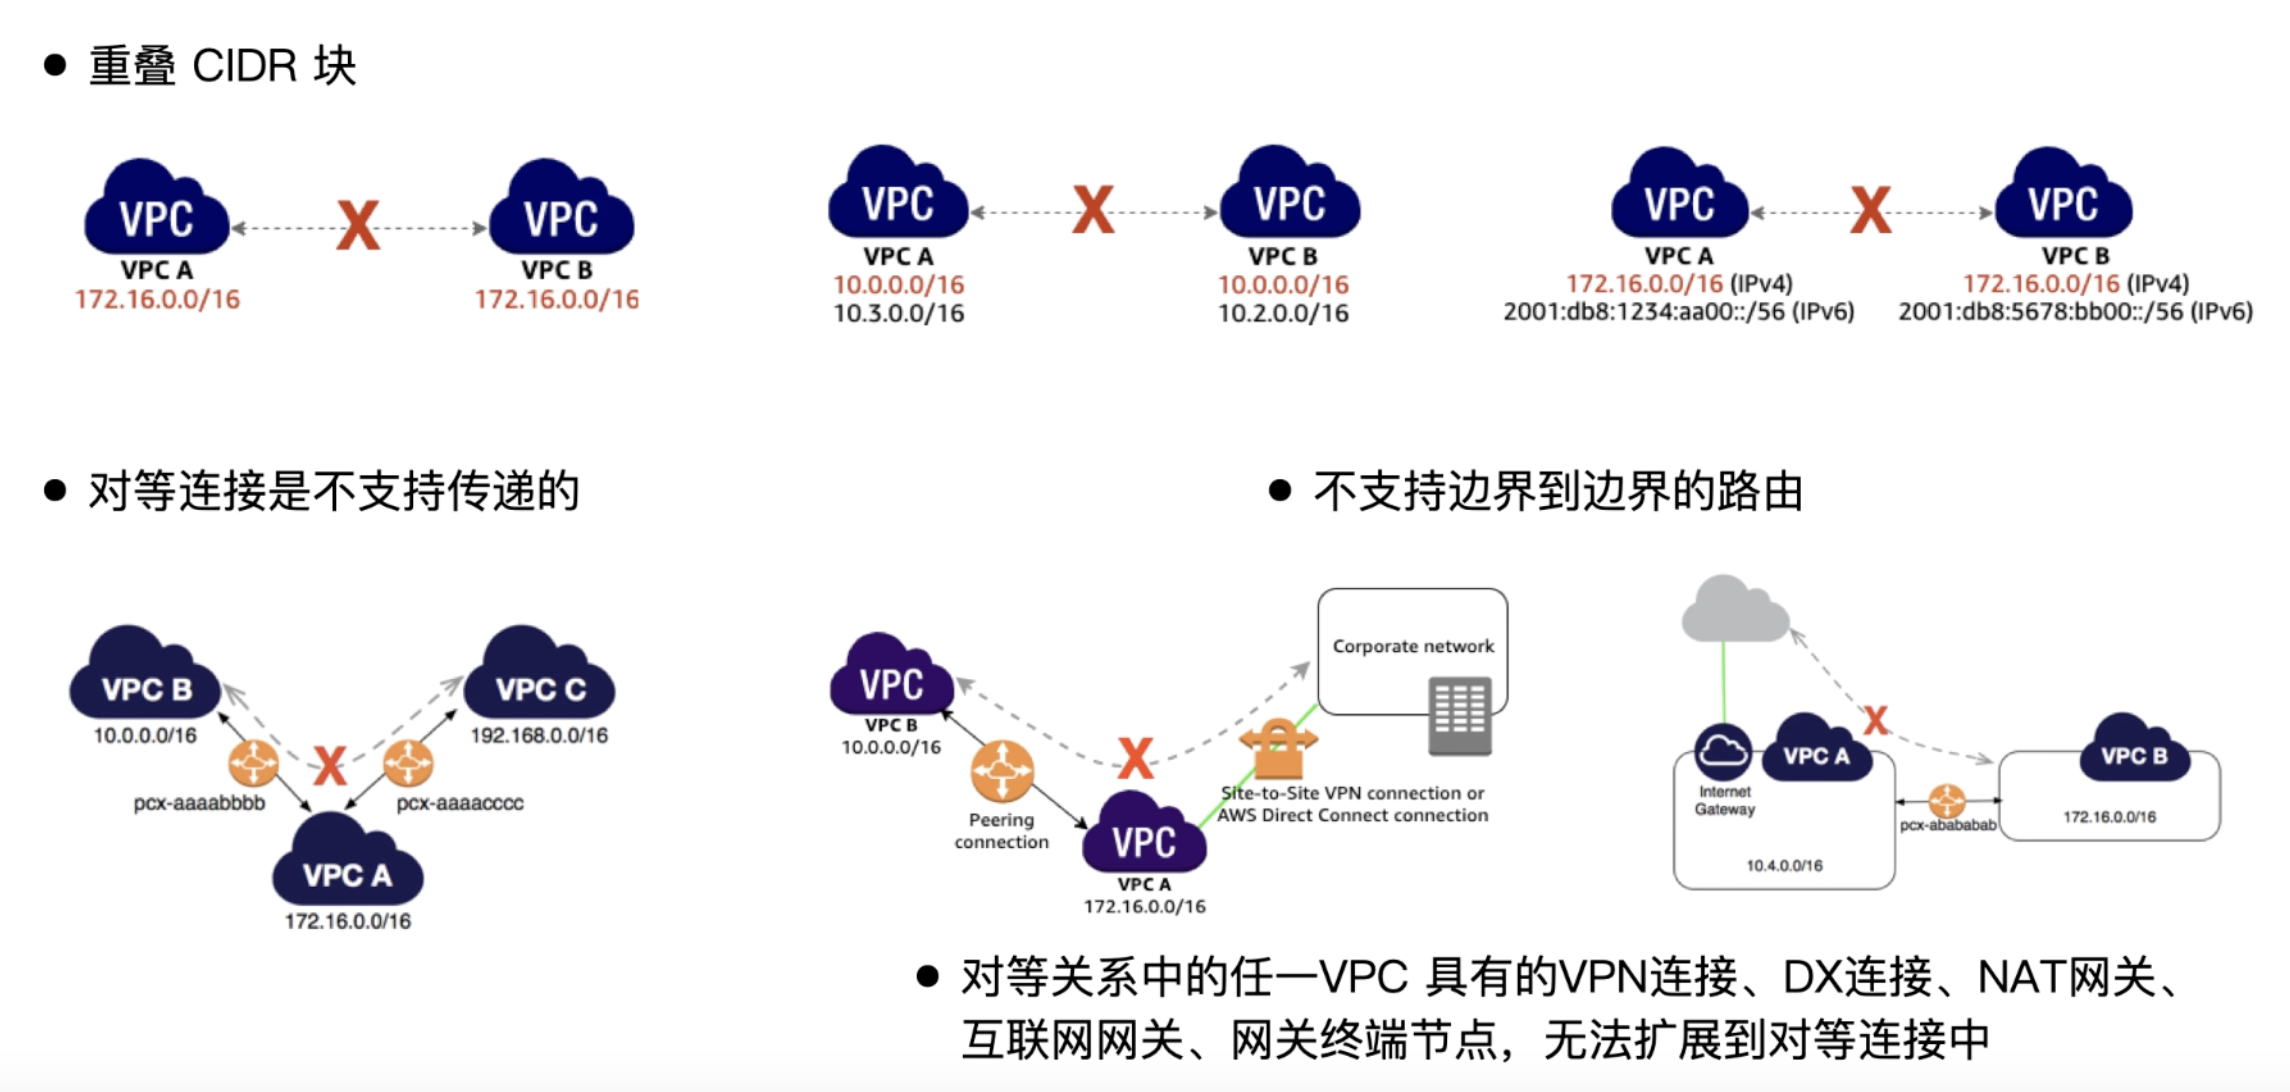 ● 重叠 CIDR 块
VPC
VPC A
172.16.0.0/16
X
VPC
VPC B
172.16.0.0/16
VPC
VPC A
10.0.0.0/16
10.3.0.0/16
X
VPC
VPC B
10.0.0.0/16
10.2.0.0/16
VPC
VPC A
172.16.0.0/16 (IPv4)
2001:db8:1234:aa00::/56 (IPv6)
X
VPC
VPC B
172.16.0.0/16 (IPv4)
2001:db8:5678:bb00::/56 (IPv6)
● 对等连接是不支持传递的
VPC B
10.0.0.0/16
VPC C
192.168.0.0/16
X
pcx-aaaabbbb
pcx-aaaacccc
VPC A
172.16.0.0/16
● 不支持边界到边界的路由
VPC
VPC B
10.0.0.0/16
X
Corporate network
Peering
connection
Site-to-Site VPN connection or
AWS Direct Connect connection
VPC
VPC A
172.16.0.0/16
X
Internet
Gateway
VPC A
10.4.0.0/16
pcx-abababab
VPC B
172.16.0.0/16
● 对等关系中的任一VPC 具有的VPN连接、DX连接、NAT网关、
互联网网关、网关终端节点，无法扩展到对等连接中